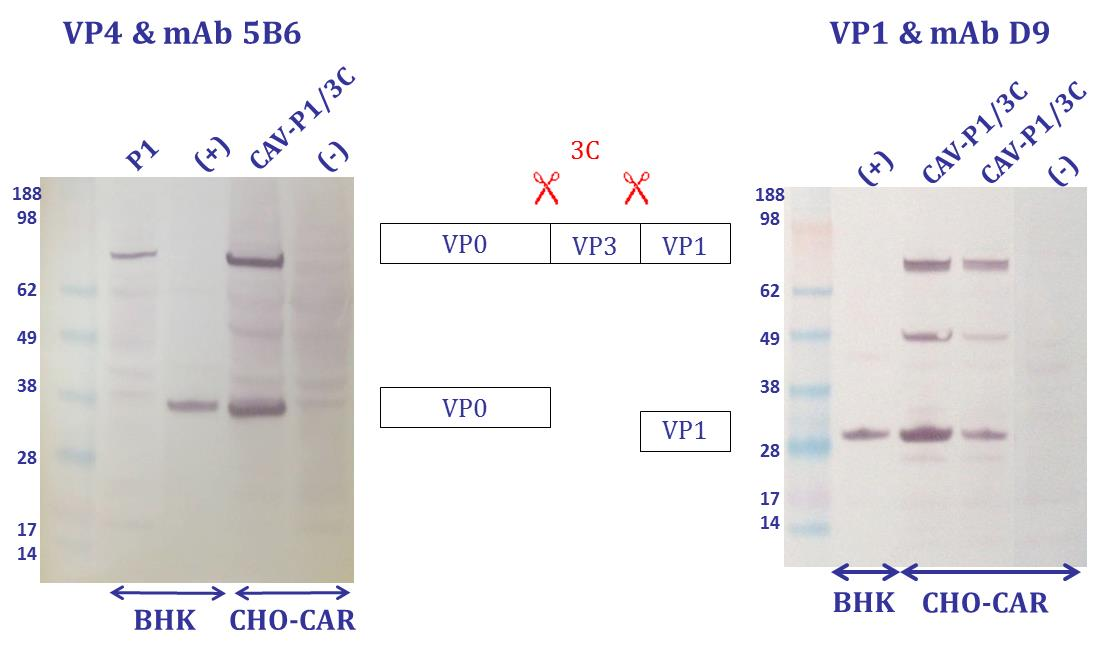 VP4 & mAb 5B6
P1
(+)
CAV-P1/3C
(-)
188
98
62
49
38
28
17
14
BHK
CHO-CAR
3C
VP0
VP3
VP1
VP0
VP1
VP1 & mAb D9
(+)
CAV-P1/3C
CAV-P1/3C
(-)
188
98
62
49
38
28
17
14
BHK
CHO-CAR